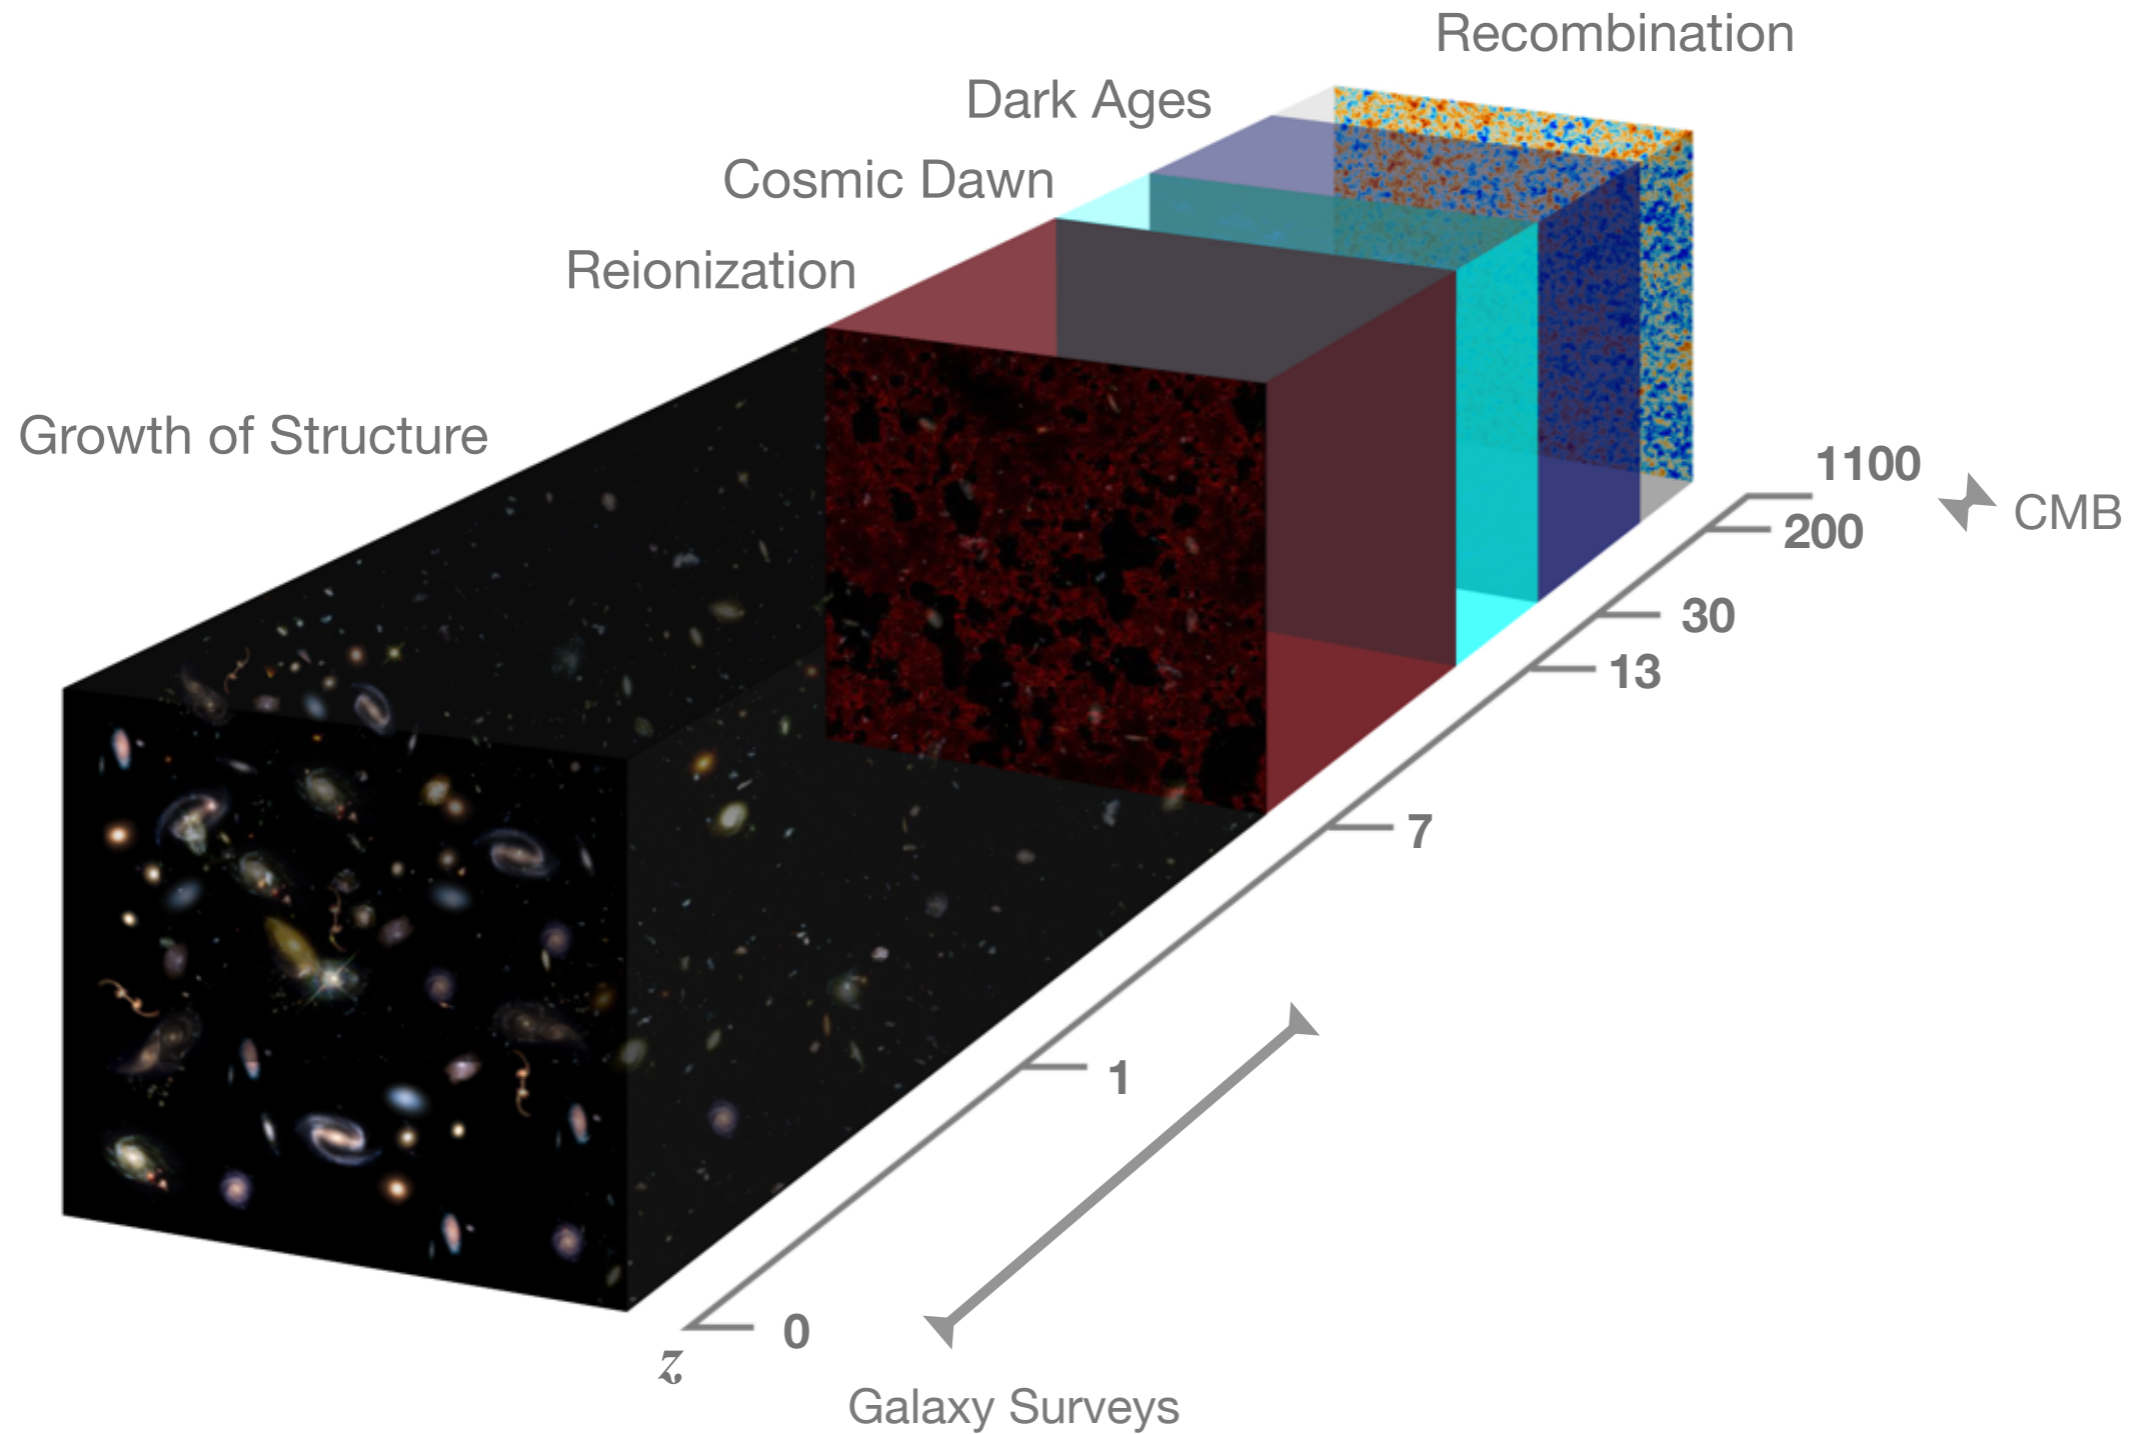 Recombination
Dark Ages
Cosmic Dawn
Reionization
Growth of Structure
1100
CMB
200
30
13
7
1
0
z
Galaxy Surveys